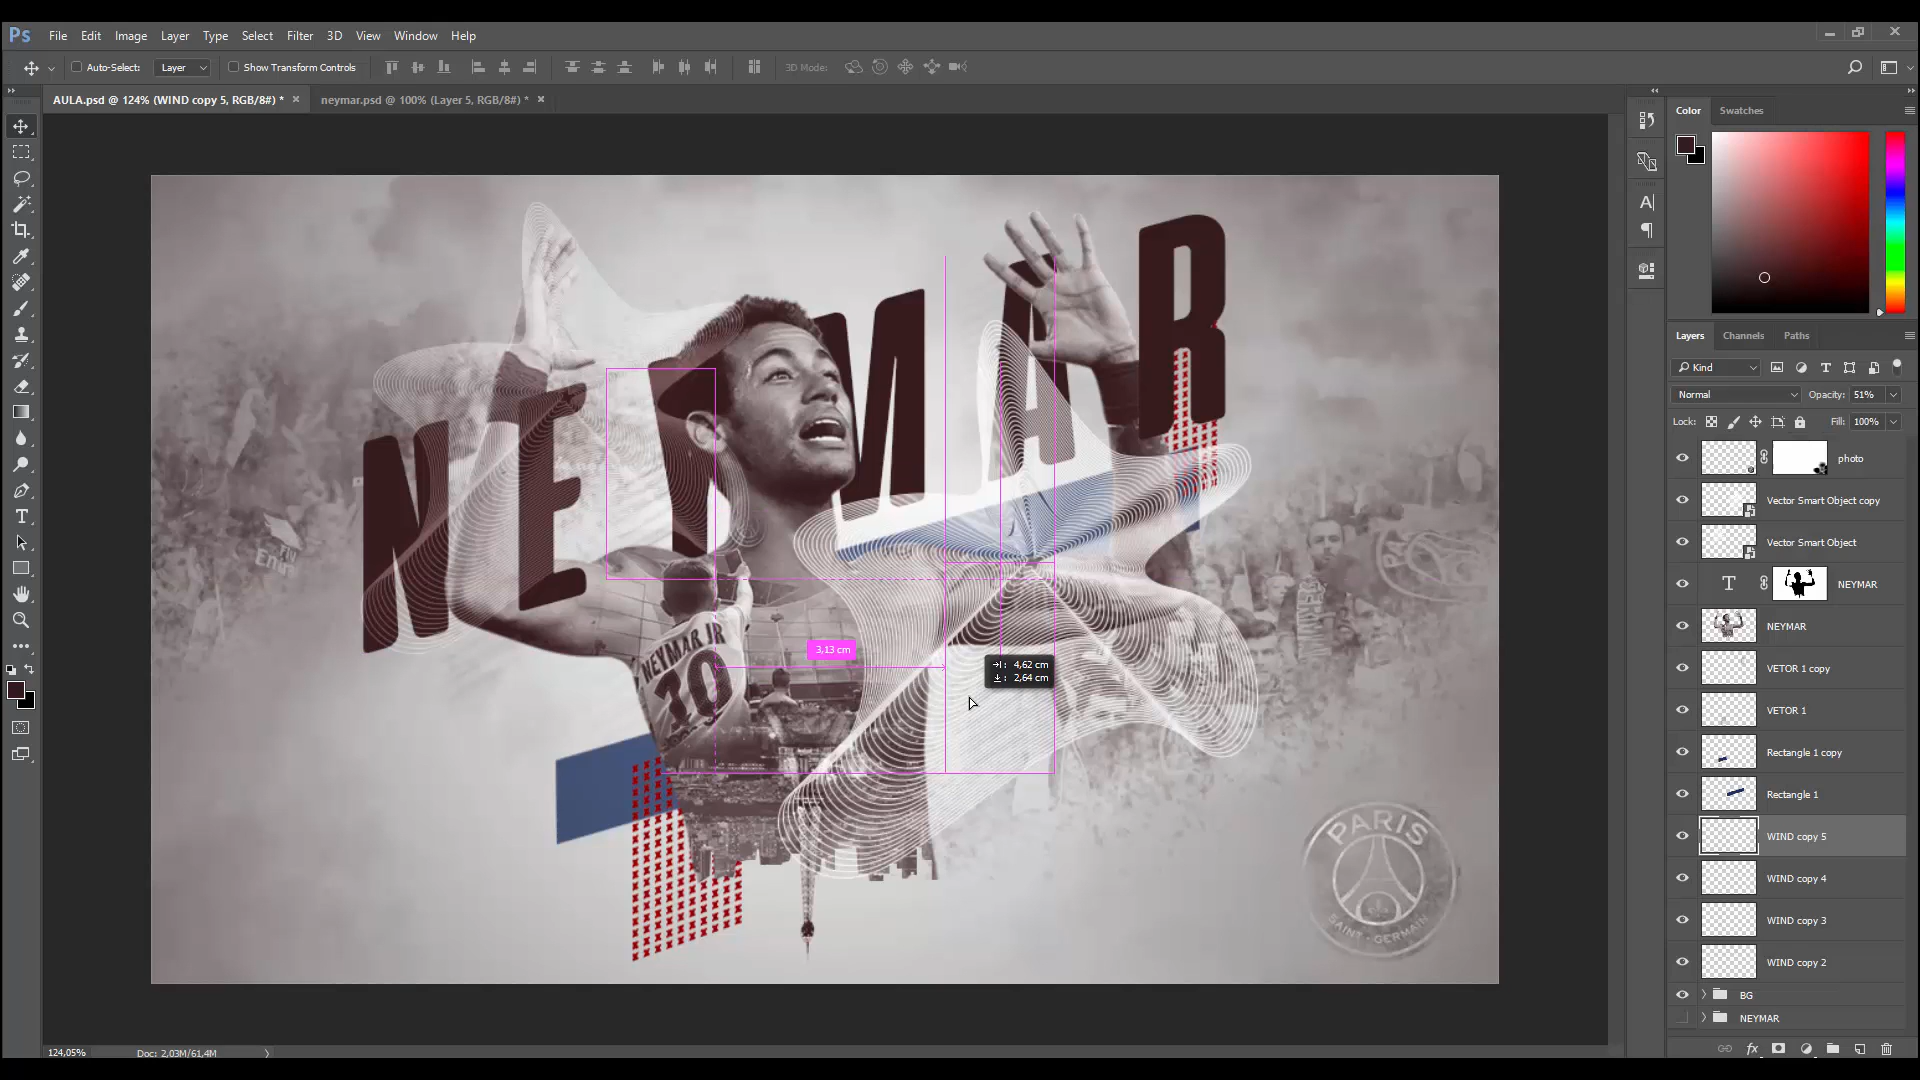 Ps File Edit Image Layer Type Select Filter 3D View Window Help
Auto-Select: Layer Show Transform Controls 3D Mode:
AULA.psd @ 124% (WIND copy 5, RGB/8#) * × neymar.psd @ 100% (Layer 5, RGB/8#) * ×
Color Swatches
NEYMAR
NEYMAR JR
10
Fly
3,13 cm
4,62 cm
2,64 cm
PARIS
SAINT - GERMAIN
Layers Channels Paths
Kind
Normal Opacity: 51%
Lock: Fill: 100%
photo
Vector Smart Object copy
Vector Smart Object
T NEYMAR
NEYMAR
VETOR 1 copy
VETOR 1
Rectangle 1 copy
Rectangle 1
WIND copy 5
WIND copy 4
WIND copy 3
WIND copy 2
BG
NEYMAR
fx
124,05% Doc: 2,03M/61,4M